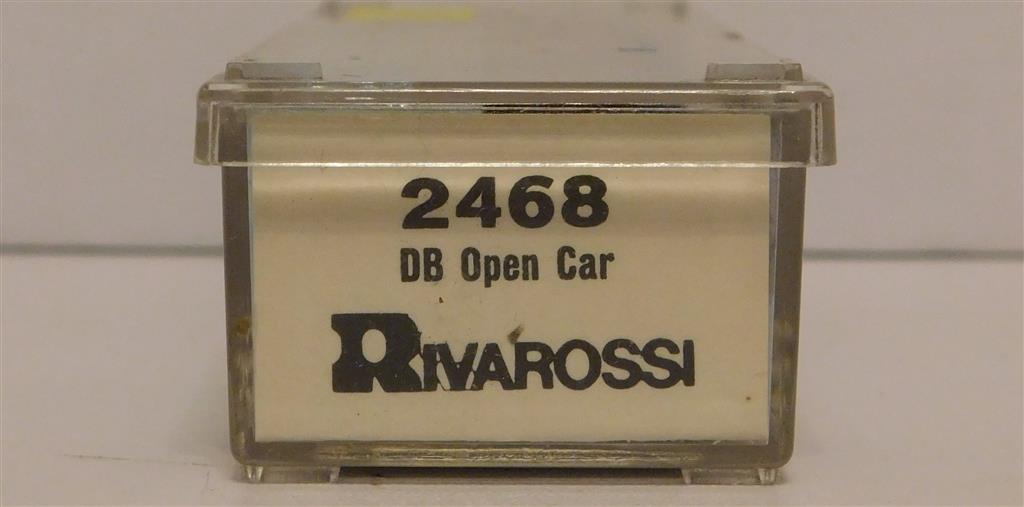 2468
DB Open Car
RIVAROSSI